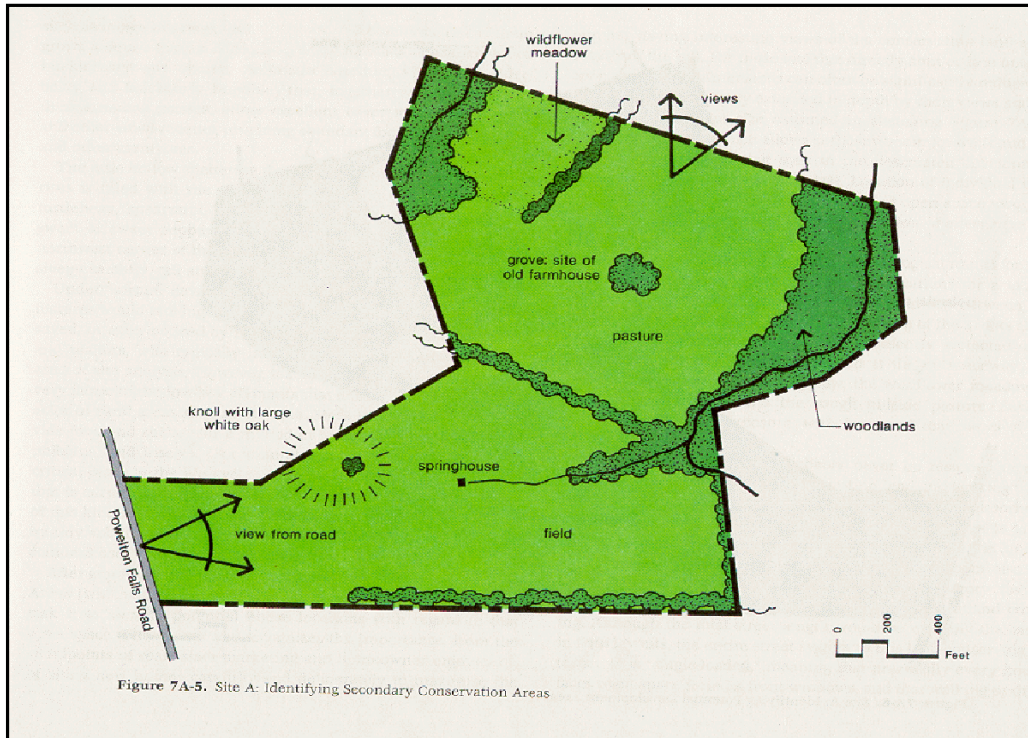 wildflower
meadow
views
grove: site of
old farmhouse
pasture
knoll with large
white oak
woodlands
springhouse
view from road
field
Powelton Falls Road
0
200
400
Feet
Figure 7A-5. Site A: Identifying Secondary Conservation Areas